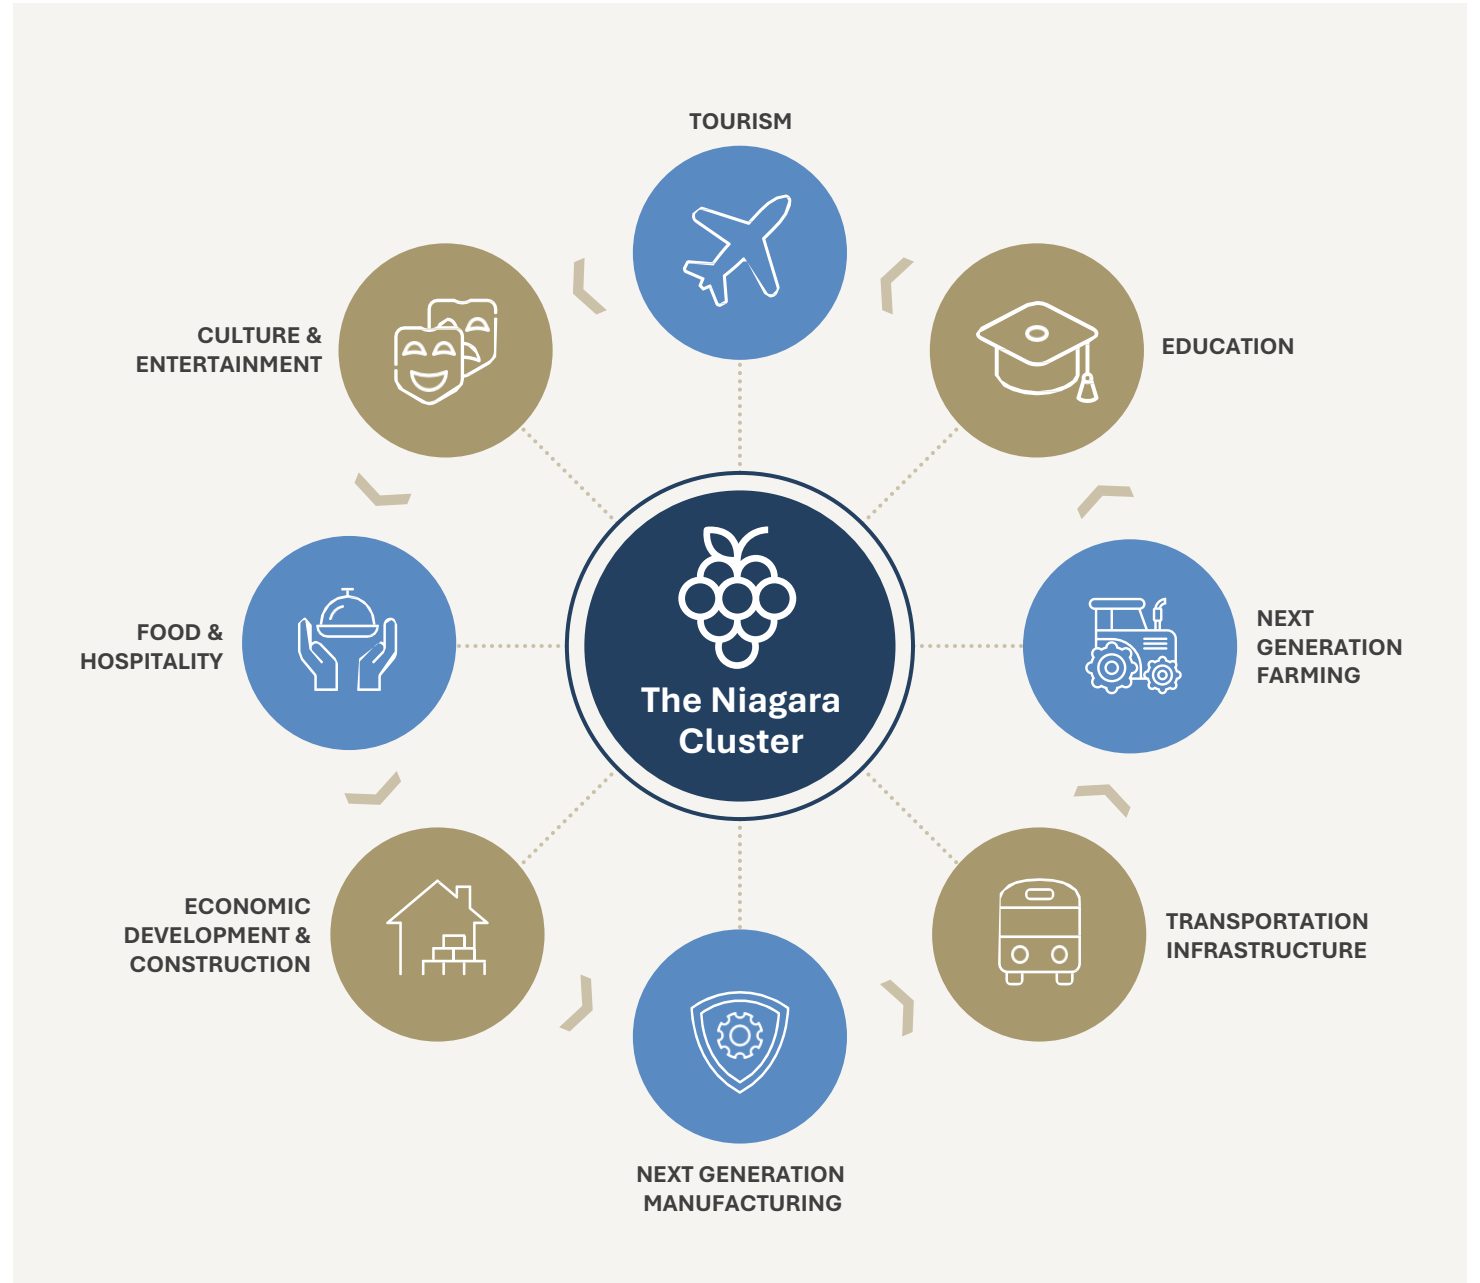 TOURISM
CULTURE &
ENTERTAINMENT
EDUCATION
FOOD &
HOSPITALITY
The Niagara
Cluster
NEXT
GENERATION
FARMING
ECONOMIC
DEVELOPMENT &
CONSTRUCTION
TRANSPORTATION
INFRASTRUCTURE
NEXT GENERATION
MANUFACTURING